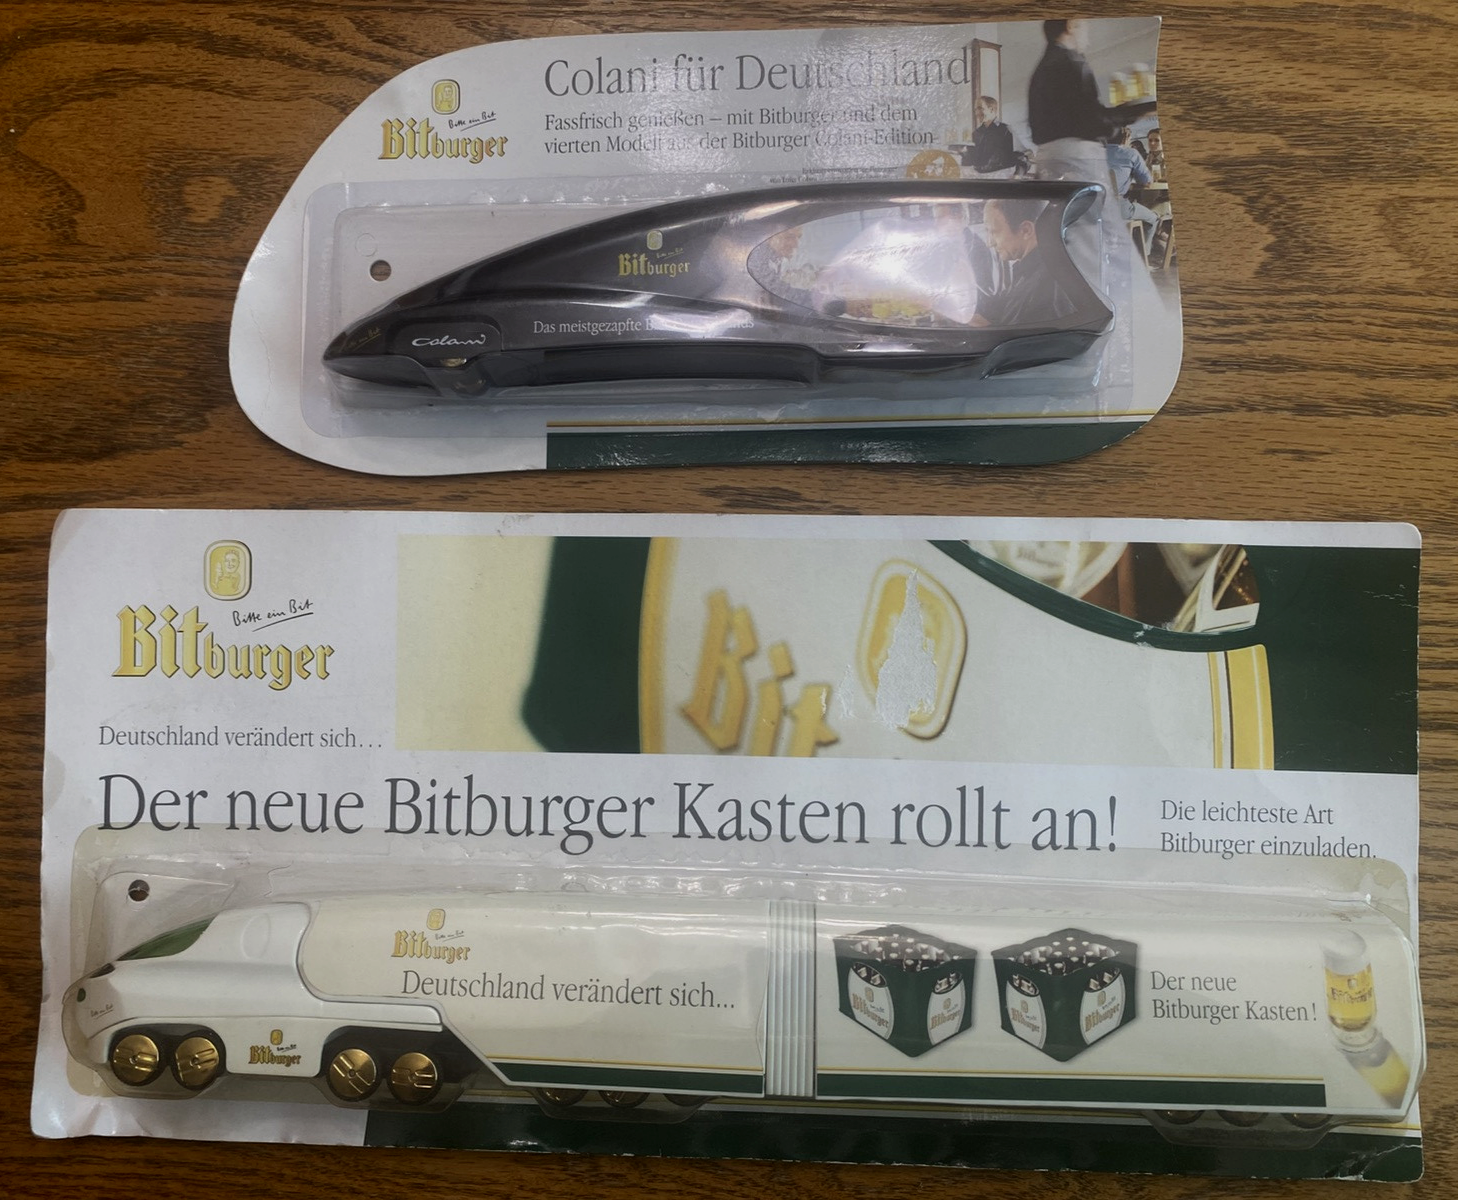 Bitte ein Bit
Bitburger
Colani für Deutschland
Fassfrisch genießen – mit Bitburger und dem
vierten Modell aus der Bitburger Colani-Edition
Bitburger
Das meistgezapfte
Colani
Bitte ein Bit
Bitburger
Bit
Deutschland verändert sich...
Der neue Bitburger Kasten rollt an!
Die leichteste Art
Bitburger einzuladen.
Bitburger
Deutschland verändert sich...
Bitburger
Bitburger
Bitburger
Bitburger
Bitburger
Der neue
Bitburger Kasten!